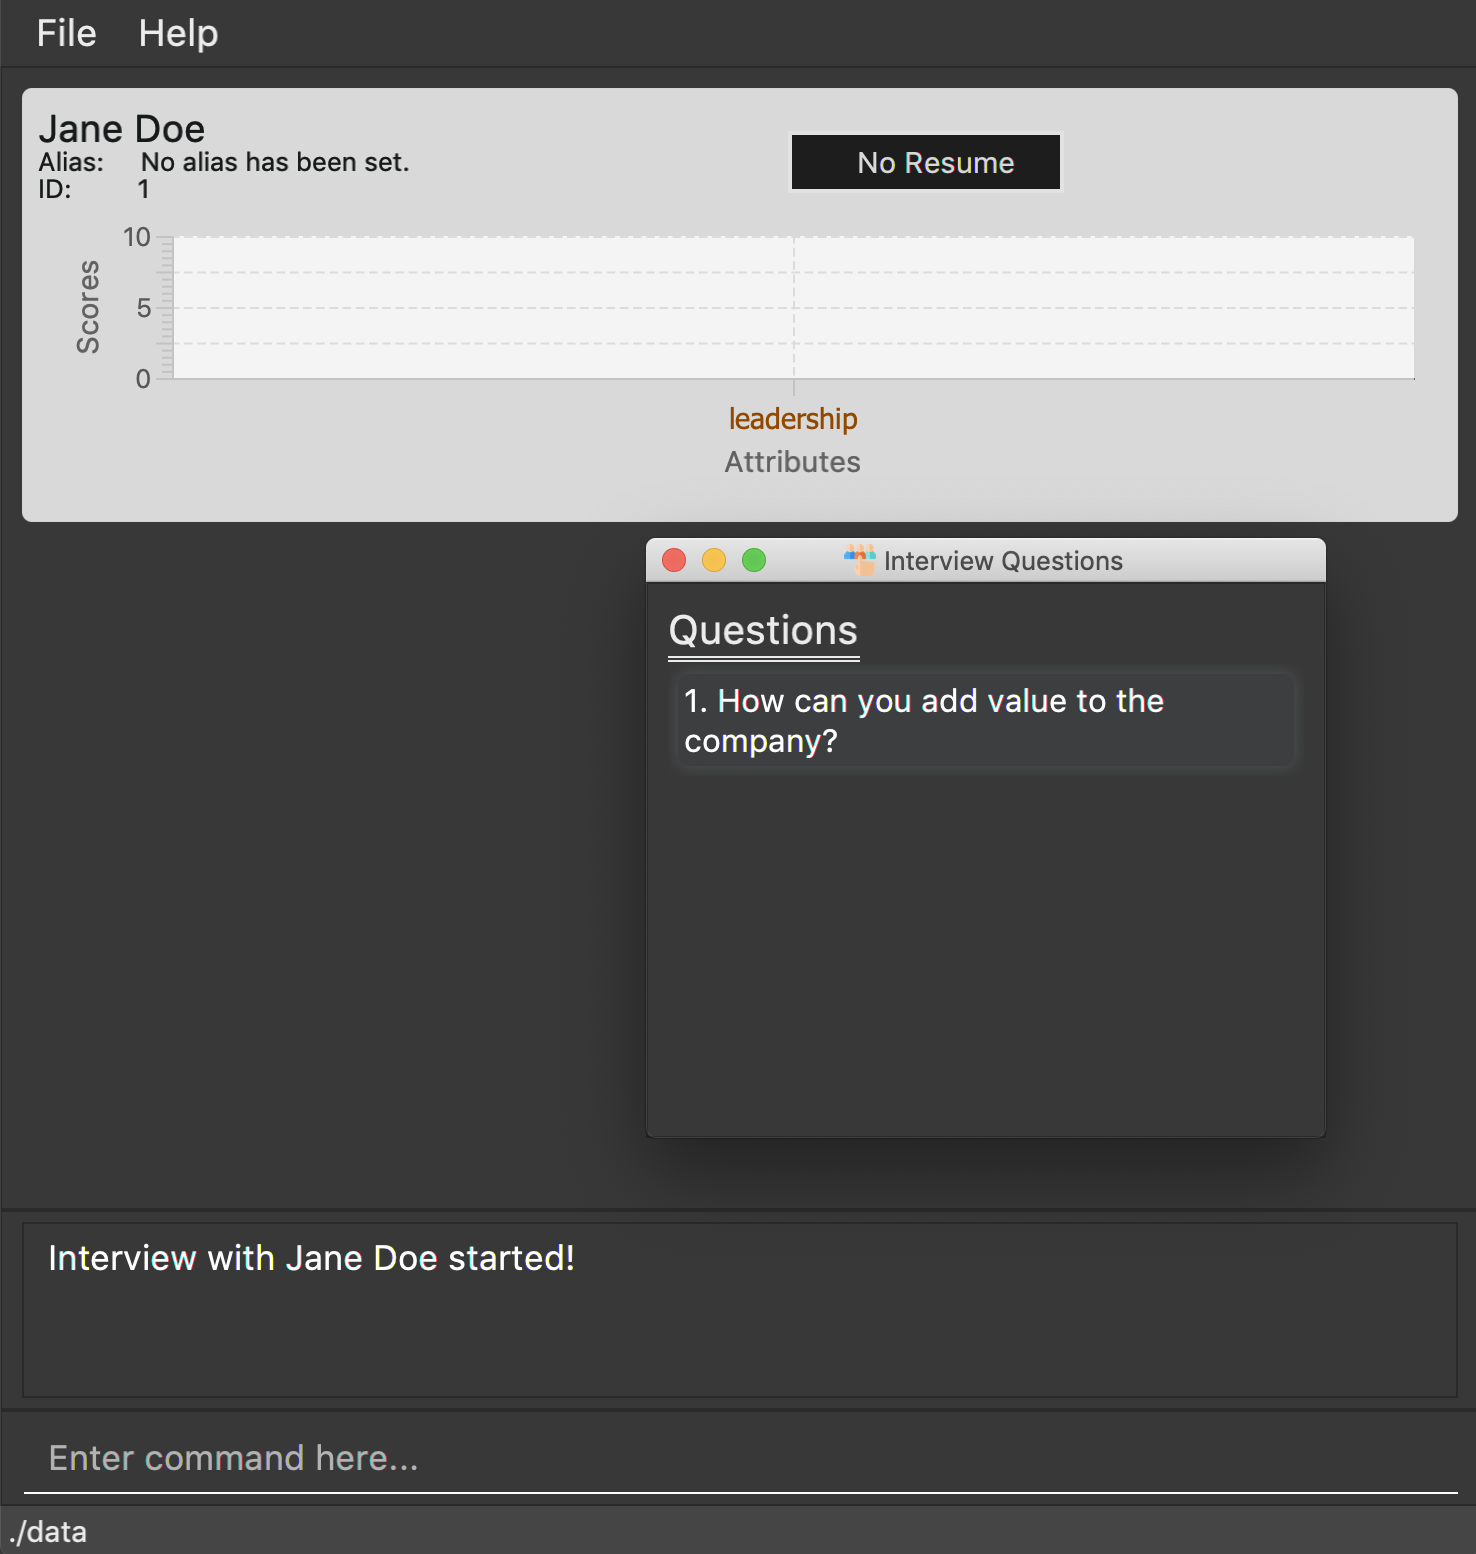 File Help
Jane Doe
Alias: No alias has been set.
ID: 1
No Resume
10
5
0
Scores
leadership
Attributes
Interview Questions
Questions
1. How can you add value to the
company?
Interview with Jane Doe started!
Enter command here...
./data